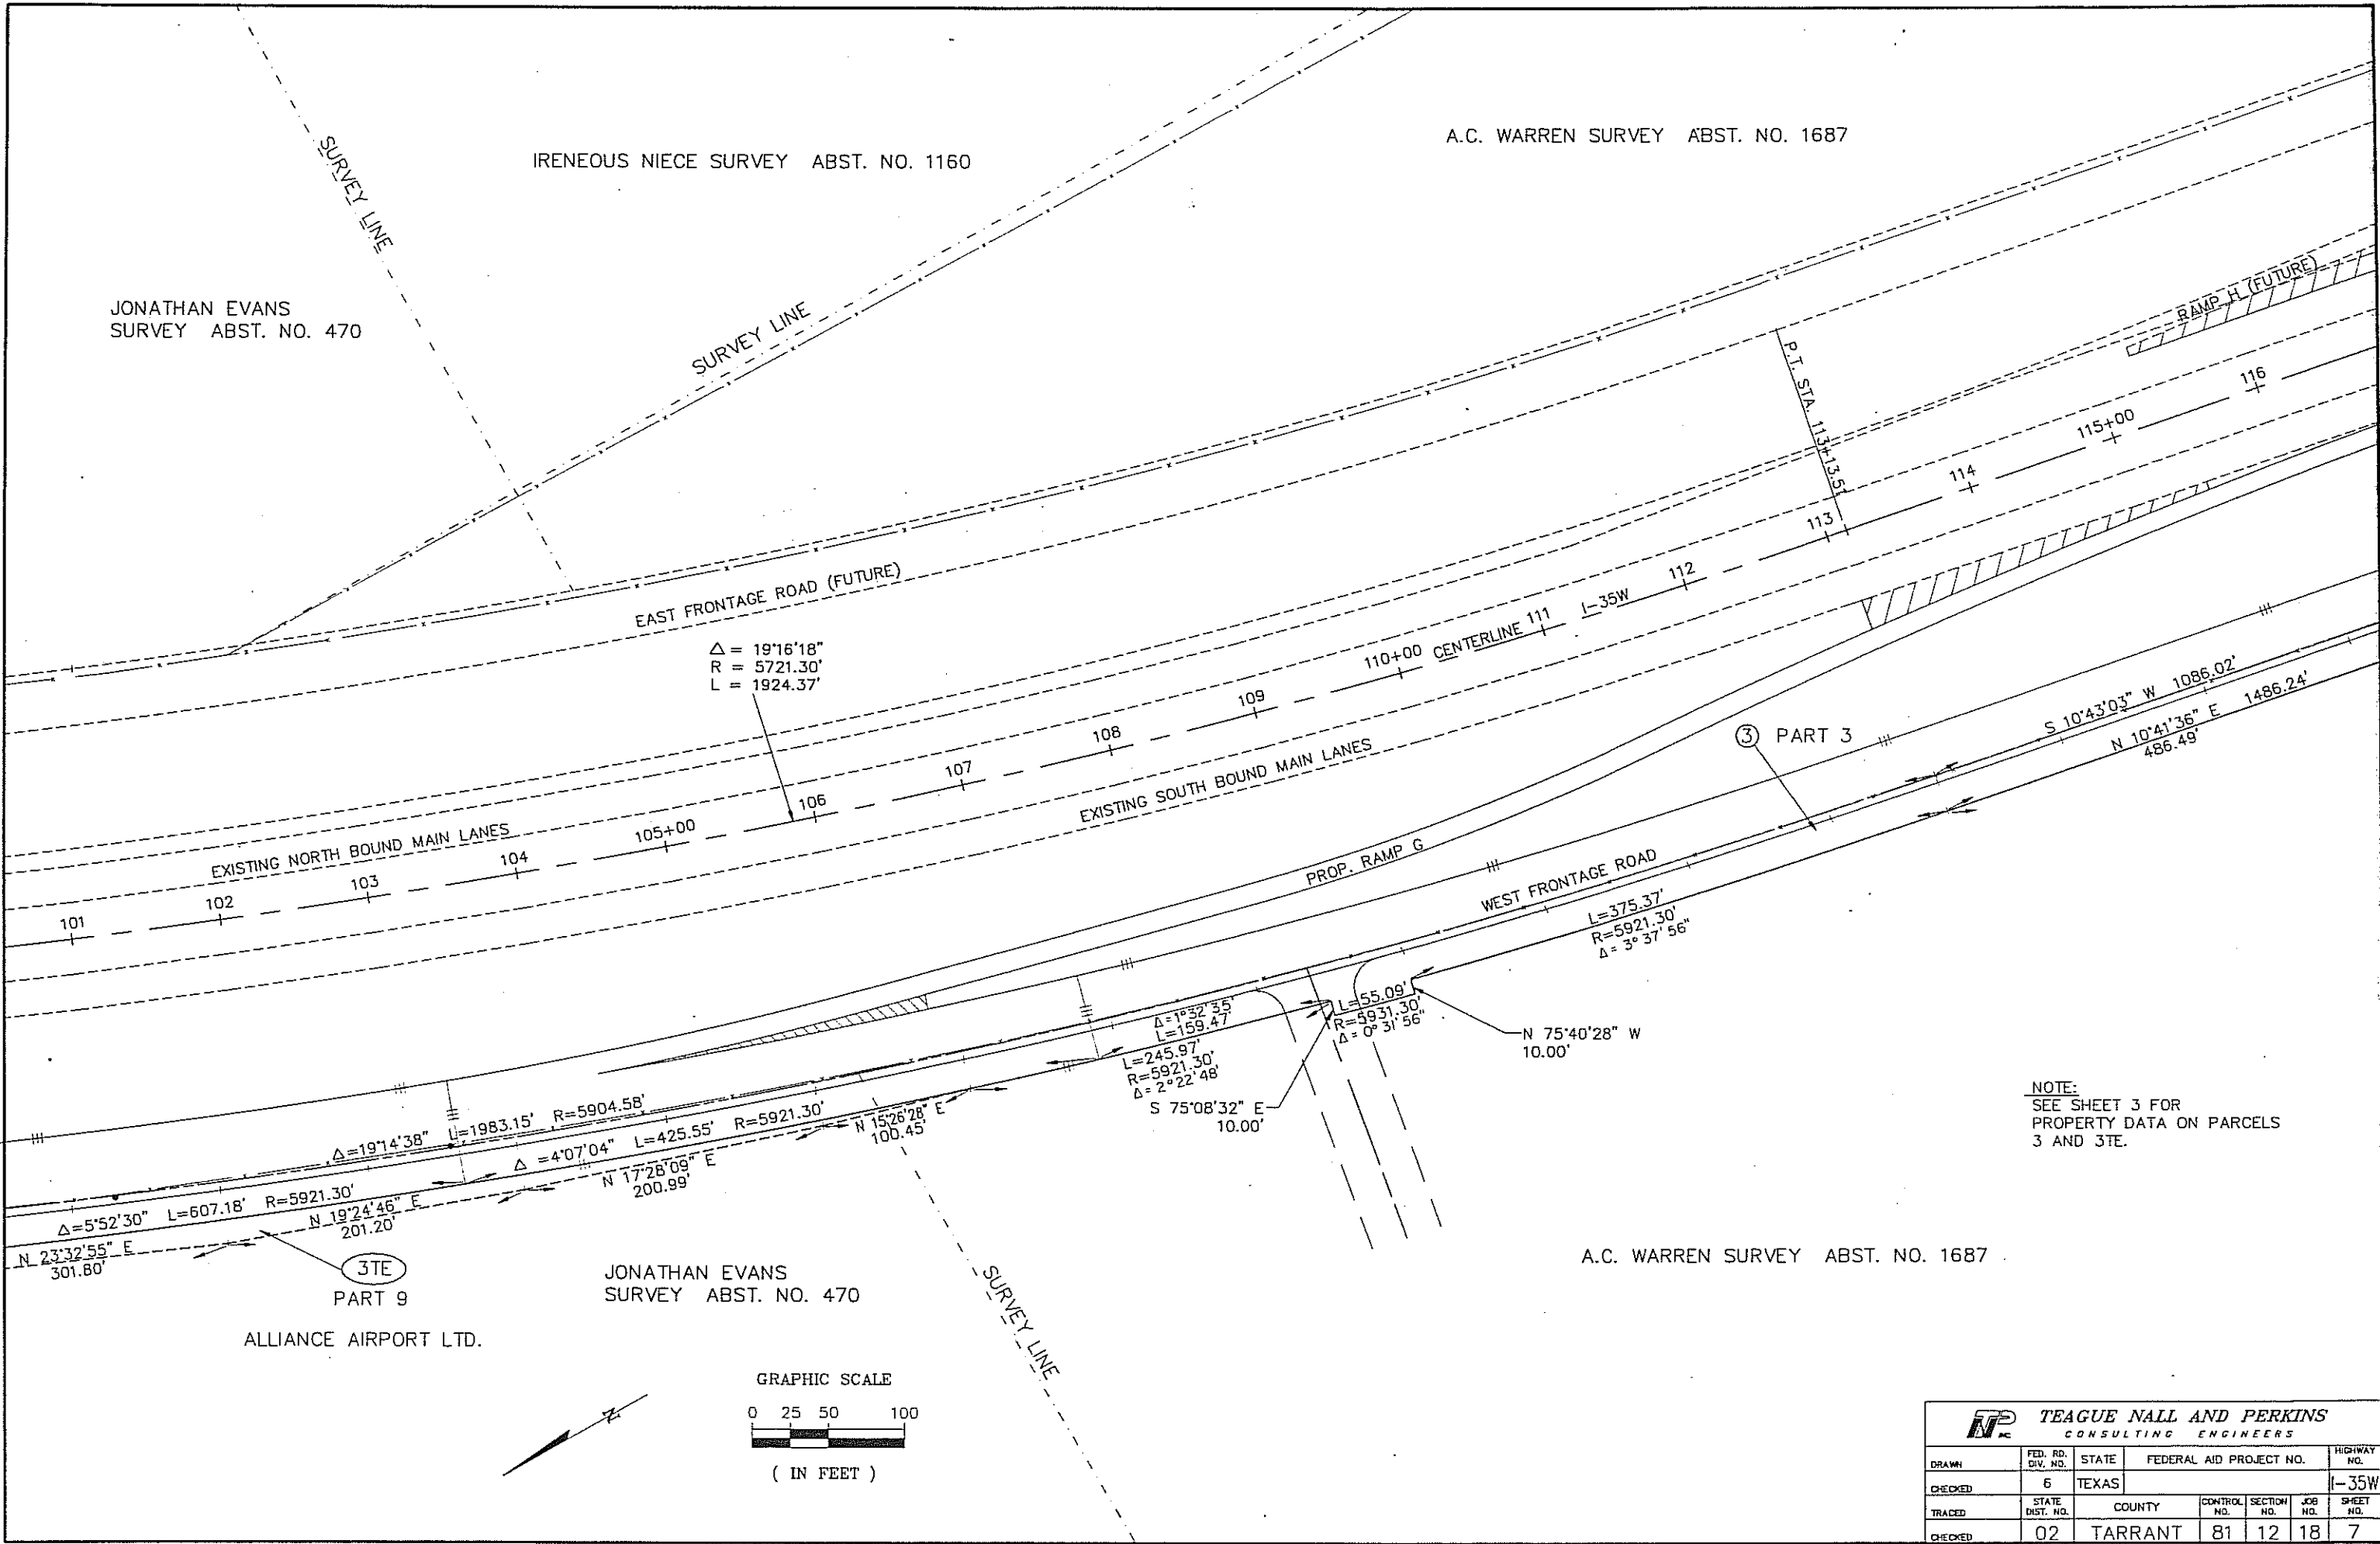 IRENEOUS NIECE SURVEY ABST. NO. 1160
A.C. WARREN SURVEY ABST. NO. 1687
SURVEY LINE
JONATHAN EVANS
SURVEY ABST. NO. 470
SURVEY LINE
RAMP H (FUTURE)
P.T. STA. 113+13.51
EAST FRONTAGE ROAD (FUTURE)
Δ = 19°16'18"
R = 5721.30'
L = 1924.37'
101
102
103
104
105+00
106
107
108
109
110+00
CENTERLINE
111
I-35W
112
113
114
115+00
116
EXISTING NORTH BOUND MAIN LANES
EXISTING SOUTH BOUND MAIN LANES
PROP. RAMP G
WEST FRONTAGE ROAD
3 PART 3
S 10°43'03" W 1086.02'
N 10°41'36" E 1486.24'
486.49'
L=375.37'
R=5921.30'
Δ= 3° 37' 56"
L=55.09'
R=5931.30'
Δ= 0° 31' 56"
N 75°40'28" W
10.00'
Δ=1°32'35"
L=159.47'
L=245.97'
R=5921.30'
Δ= 2°22'48"
S 75°08'32" E
10.00'
Δ=19°14'38" L=1983.15' R=5904.58'
Δ =4°07'04" L=425.55' R=5921.30'
N 15°26'28" E
100.45'
N 17°28'09" E
200.99'
Δ=5°52'30" L=607.18' R=5921.30'
N 19°24'46" E
201.20'
N 23°32'55" E
301.80'
3TE
PART 9
ALLIANCE AIRPORT LTD.
JONATHAN EVANS
SURVEY ABST. NO. 470
SURVEY LINE
A.C. WARREN SURVEY ABST. NO. 1687
NOTE:
SEE SHEET 3 FOR
PROPERTY DATA ON PARCELS
3 AND 3TE.
N
GRAPHIC SCALE
0 25 50 100
( IN FEET )
TNP INC
TEAGUE NALL AND PERKINS
CONSULTING ENGINEERS
DRAWN FED. RD. DIV. NO. STATE FEDERAL AID PROJECT NO. HIGHWAY NO.
CHECKED 6 TEXAS I-35W
TRACED STATE DIST. NO. COUNTY CONTROL NO. SECTION NO. JOB NO. SHEET NO.
CHECKED 02 TARRANT 81 12 18 7